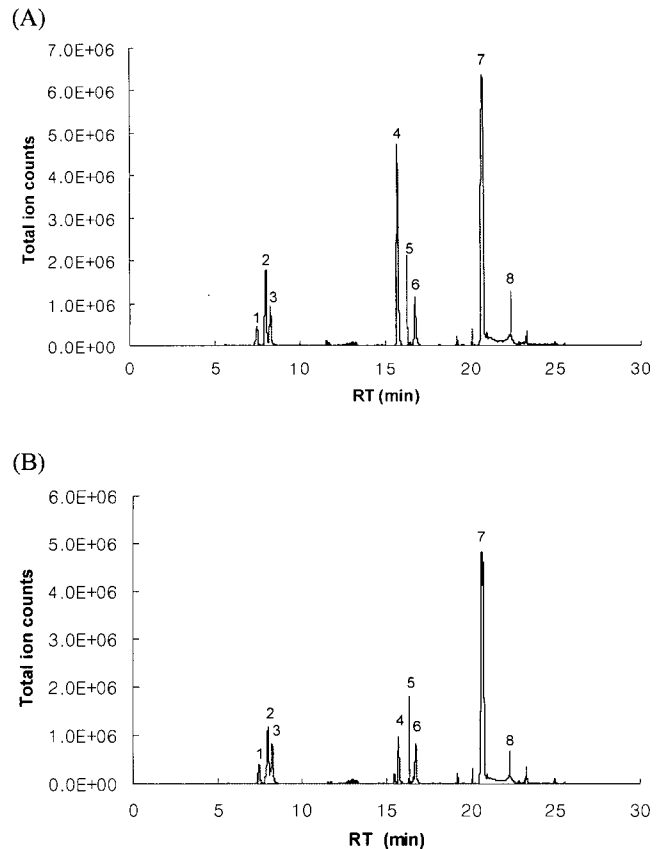 (A)
7.0E+06
6.0E+06
5.0E+06
4.0E+06
3.0E+06
2.0E+06
1.0E+06
0.0E+00
Total ion counts
1
2
3
4
5
6
7
8
0 5 10 15 20 25 30
RT (min)
(B)
6.0E+06
5.0E+06
4.0E+06
3.0E+06
2.0E+06
1.0E+06
0.0E+00
Total ion counts
1
2
3
4
5
6
7
8
0 5 10 15 20 25 30
RT (min)